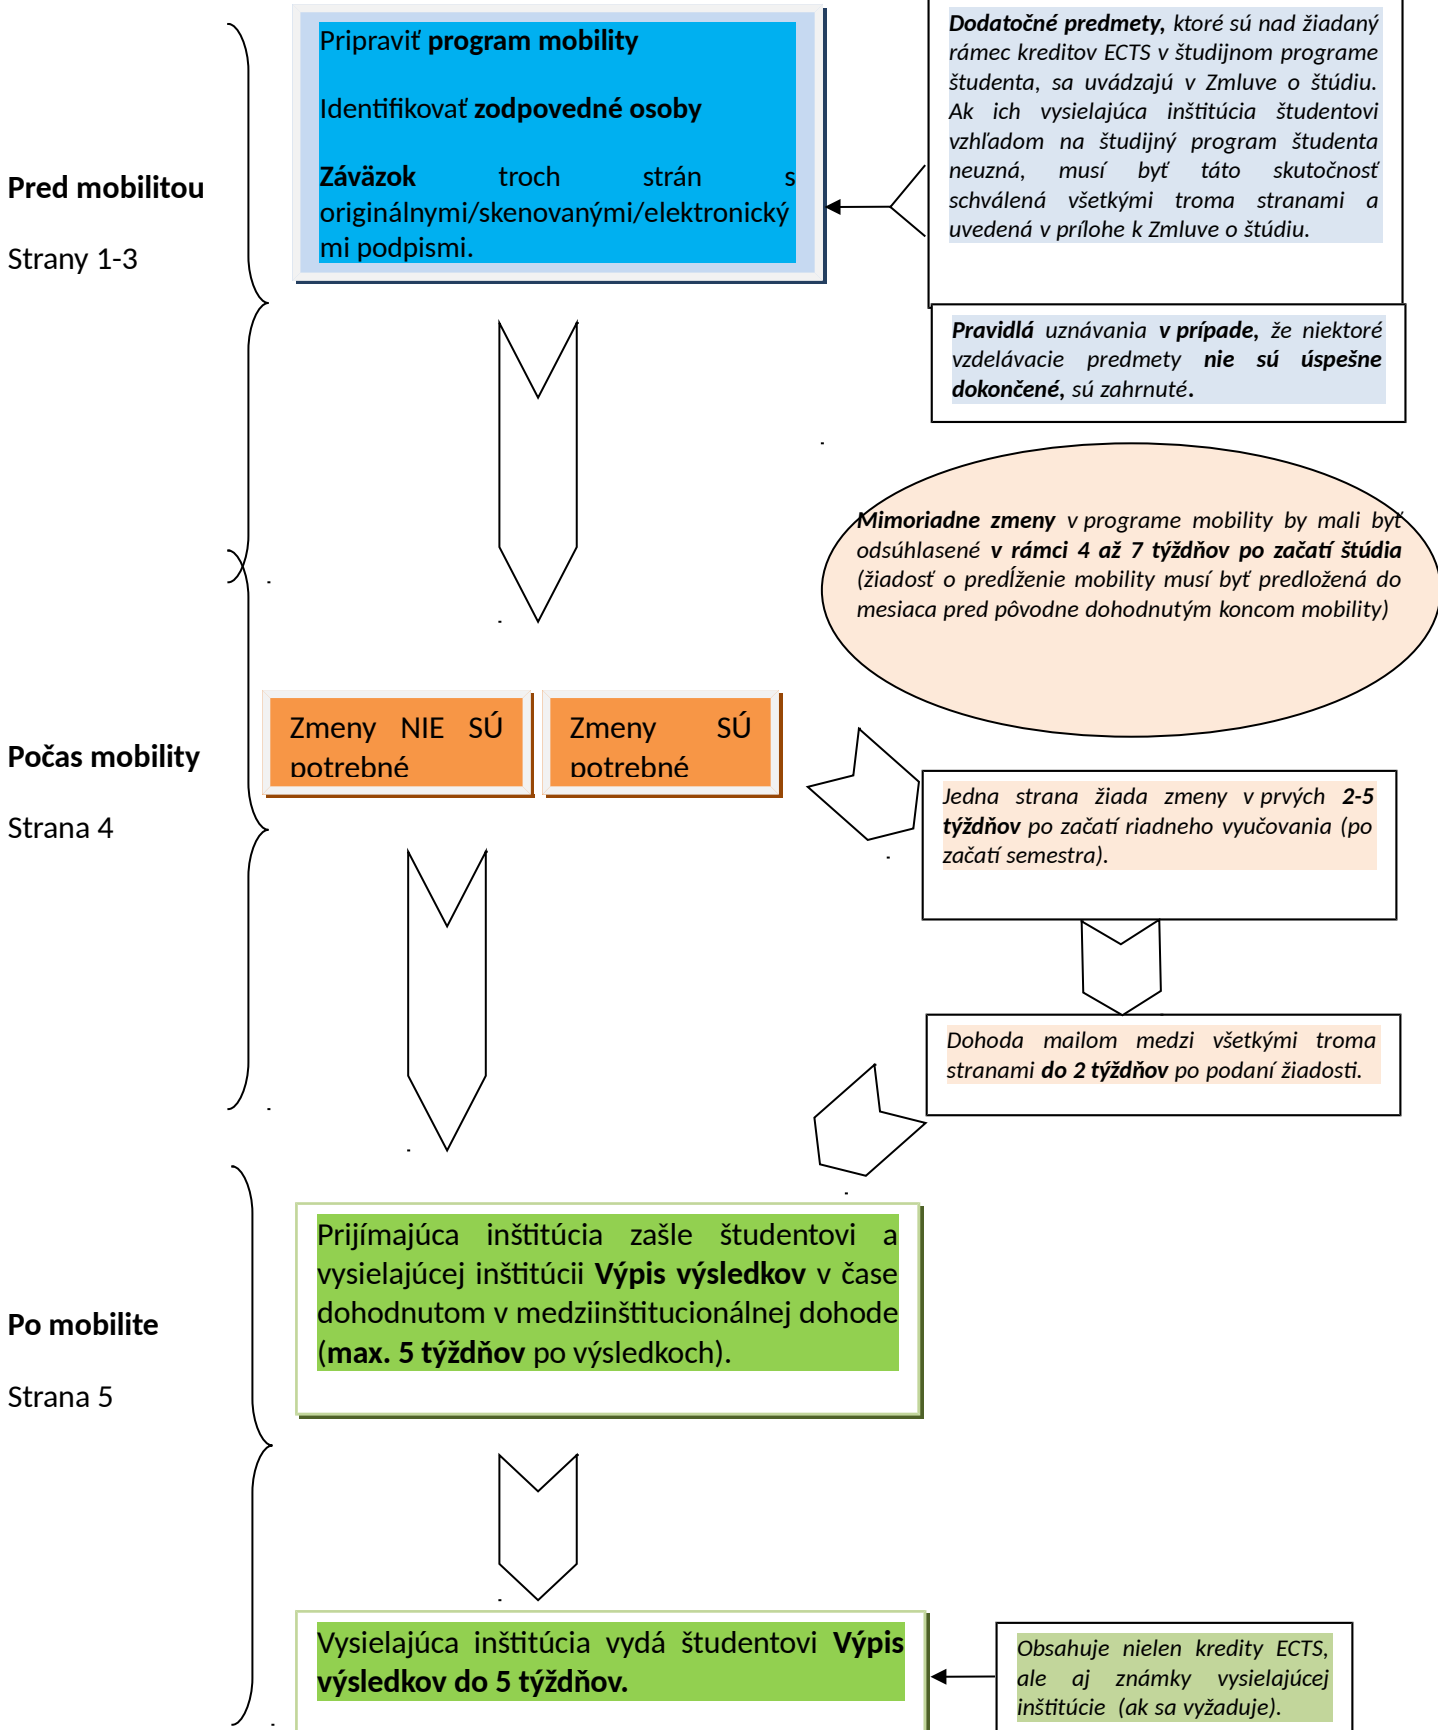 Pripraviť program mobility
Identifikovať zodpovedné osoby
Záväzok troch strán s
originálnymi/skenovanými/elektronický
mi podpismi.
Dodatočné predmety, ktoré sú nad žiadaný
rámec kreditov ECTS v študijnom programe
študenta, sa uvádzajú v Zmluve o štúdiu.
Ak ich vysielajúca inštitúcia študentovi
vzhľadom na študijný program študenta
neuzná, musí byť táto skutočnosť
schválená všetkými troma stranami a
uvedená v prílohe k Zmluve o štúdiu.
Pred mobilitou
Strany 1-3
Pravidlá uznávania v prípade, že niektoré
vzdelávacie predmety nie sú úspešne
dokončené, sú zahrnuté.
Mimoriadne zmeny v programe mobility by mali byť
odsúhlasené v rámci 4 až 7 týždňov po začatí štúdia
(žiadosť o predĺženie mobility musí byť predložená do
mesiaca pred pôvodne dohodnutým koncom mobility)
Počas mobility
Strana 4
Zmeny NIE SÚ
potrebné
Zmeny SÚ
potrebné
Jedna strana žiada zmeny v prvých 2-5
týždňov po začatí riadneho vyučovania (po
začatí semestra).
Dohoda mailom medzi všetkými troma
stranami do 2 týždňov po podaní žiadosti.
Po mobilite
Strana 5
Prijímajúca inštitúcia zašle študentovi a
vysielajúcej inštitúcii Výpis výsledkov v čase
dohodnutom v medziinštitucionálnej dohode
(max. 5 týždňov po výsledkoch).
Vysielajúca inštitúcia vydá študentovi Výpis
výsledkov do 5 týždňov.
Obsahuje nielen kredity ECTS,
ale aj známky vysielajúcej
inštitúcie (ak sa vyžaduje).